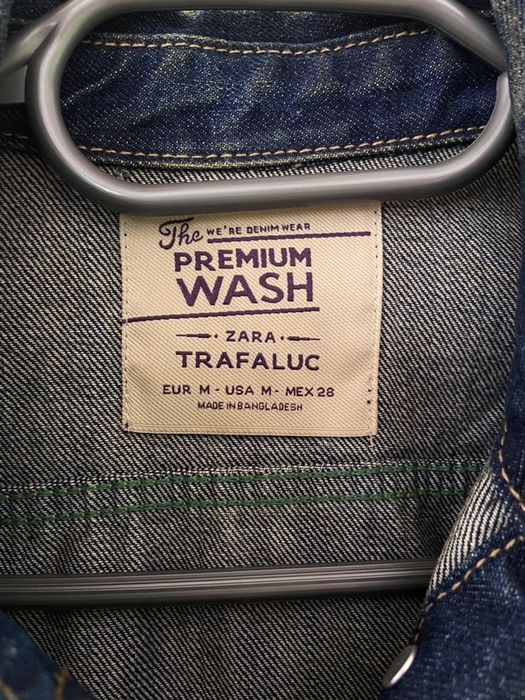 The WE'RE DENIM WEAR
PREMIUM
WASH
· ZARA ·
TRAFALUC
EUR M - USA M - MEX 28
MADE IN BANGLADESH